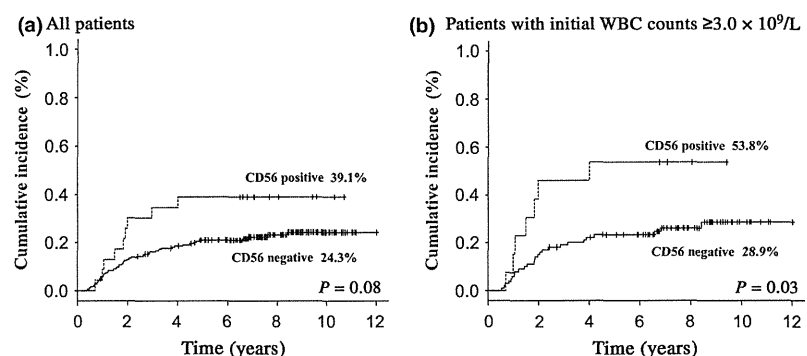 (a) All patients
Cumulative incidence (%)
1.0
0.8
0.6
0.4
0.2
0.0
CD56 positive 39.1%
CD56 negative 24.3%
P = 0.08
0 2 4 6 8 10 12
Time (years)
(b) Patients with initial WBC counts ≥3.0 × 10⁹/L
Cumulative incidence (%)
1.0
0.8
0.6
0.4
0.2
0.0
CD56 positive 53.8%
CD56 negative 28.9%
P = 0.03
0 2 4 6 8 10 12
Time (years)